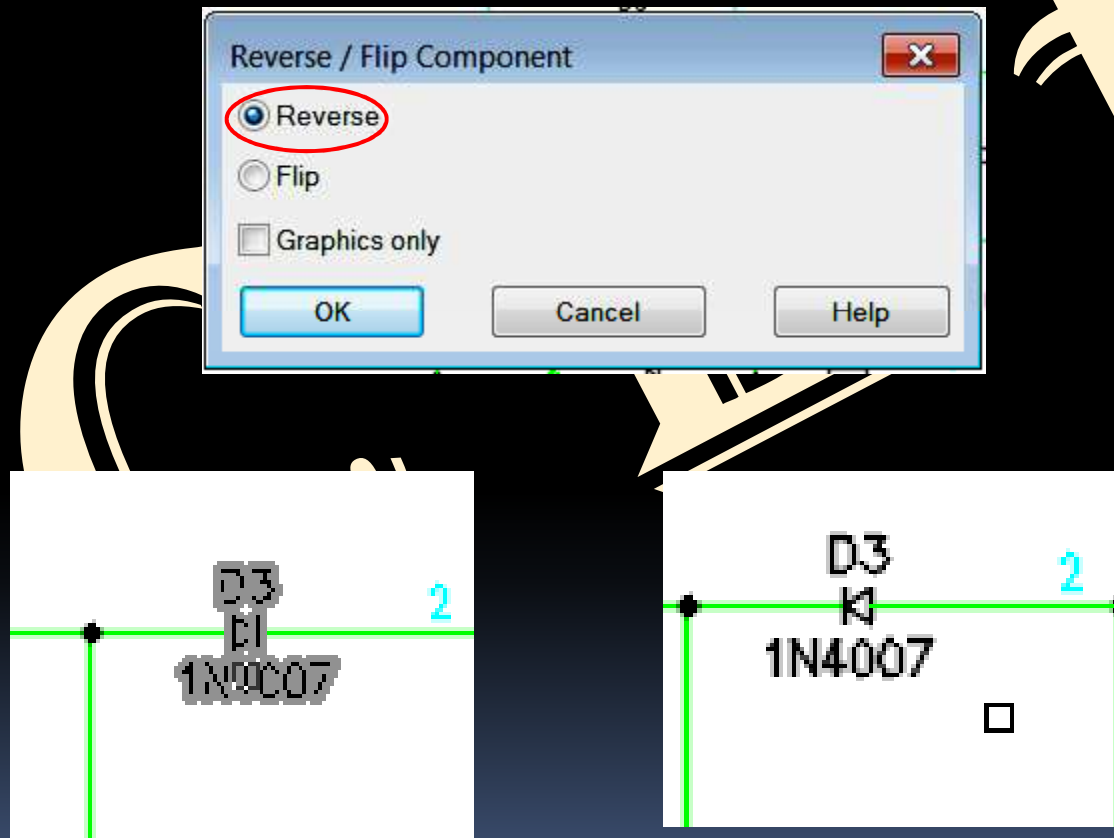 Reverse / Flip Component
Reverse
Flip
Graphics only
OK Cancel Help
D3
2
D3
2
1N4007